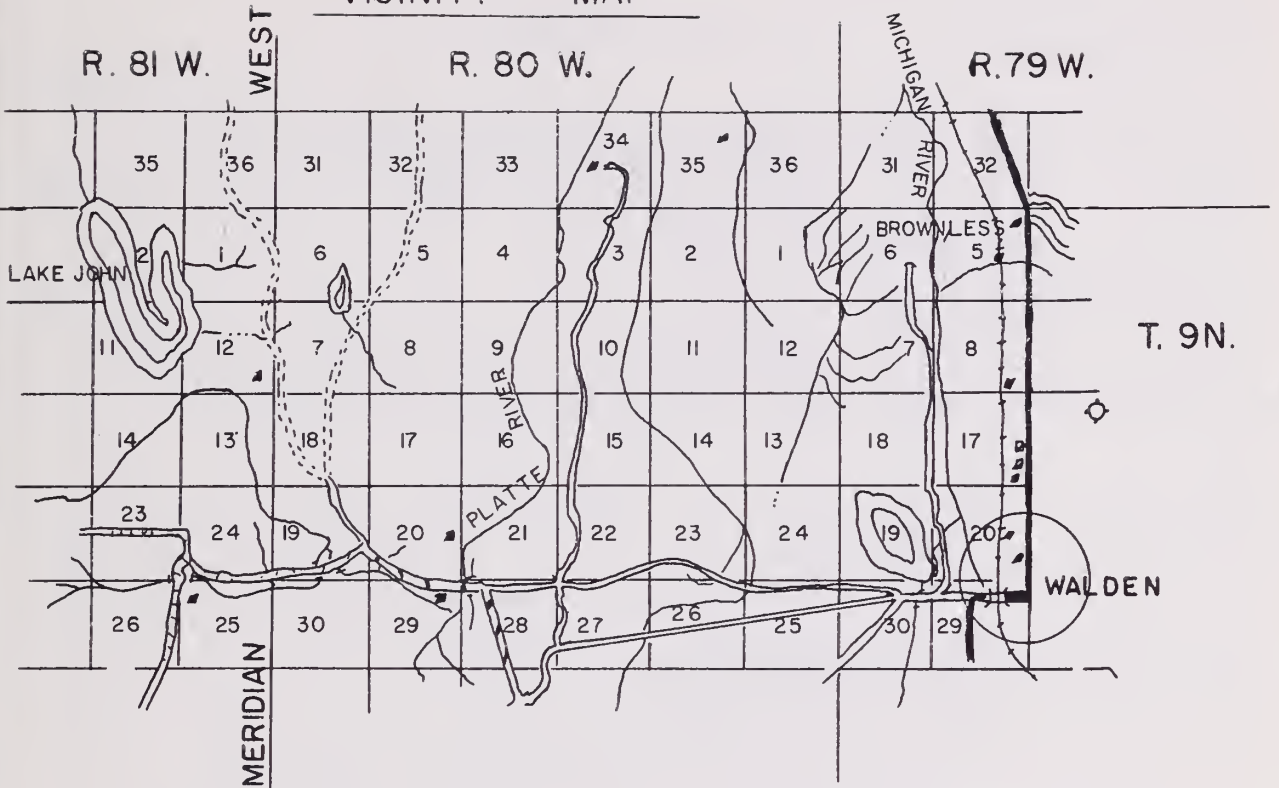 VICINITY MAP
R. 81 W. WEST R. 80 W. MICHIGAN RIVER R. 79 W.
35 36 31 32 33 34 35 36 31 32
LAKE JOHN 2 1 6 5 4 3 2 1 BROWNLESS 6 5
11 12 7 8 9 10 11 12 7 8 T. 9N.
14 13 18 17 16 15 14 13 18 17
PLATTE RIVER
23 24 19 20 21 22 23 24 19 20
WALDEN
26 25 30 29 28 27 26 25 30 29
MERIDIAN